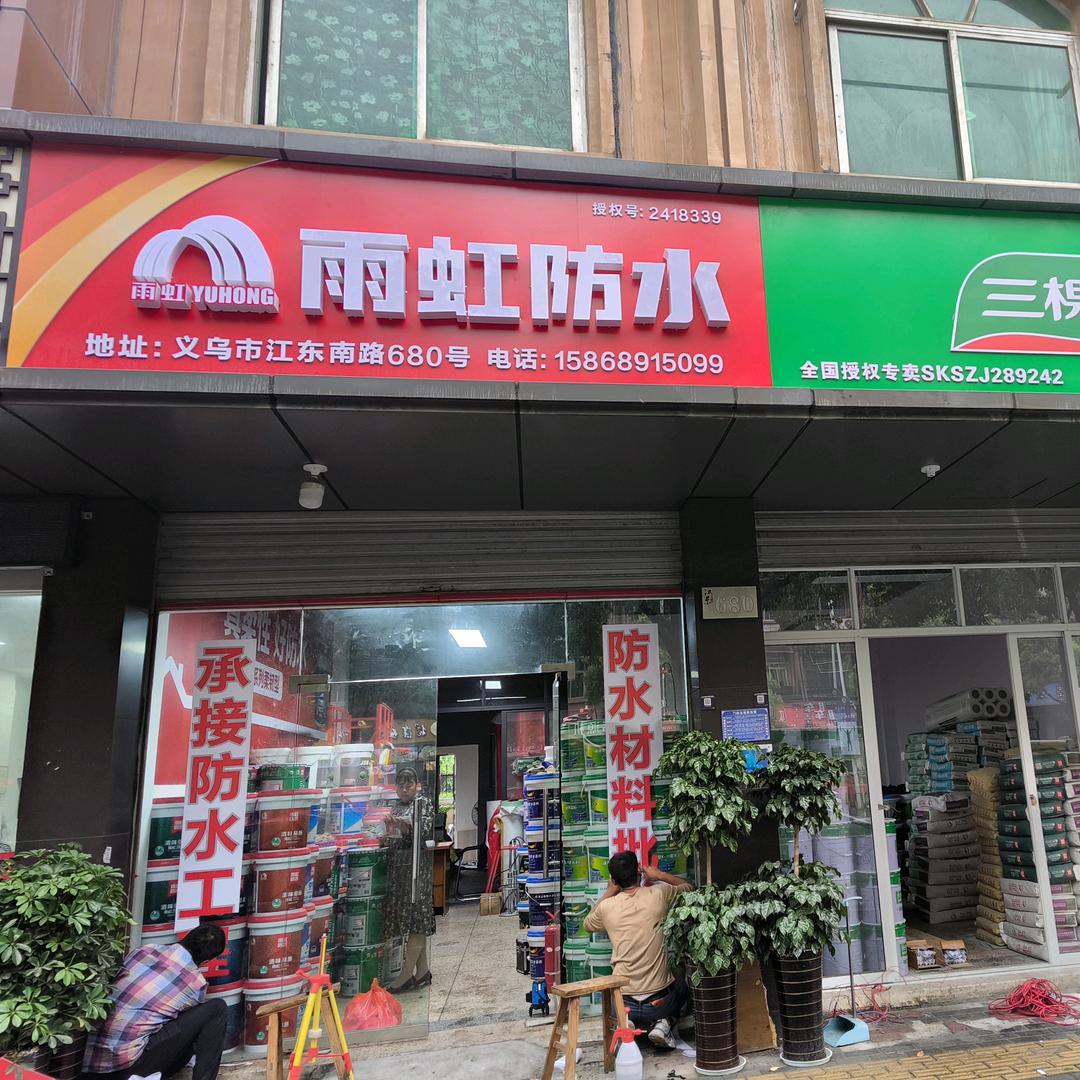 授权号: 2418339
雨虹防水
雨虹 YUHONG
地址: 义乌市江东南路680号 电话: 15868915099
三棵
全国授权专卖SKSZJ289242
680
承接防水工
防水材料批